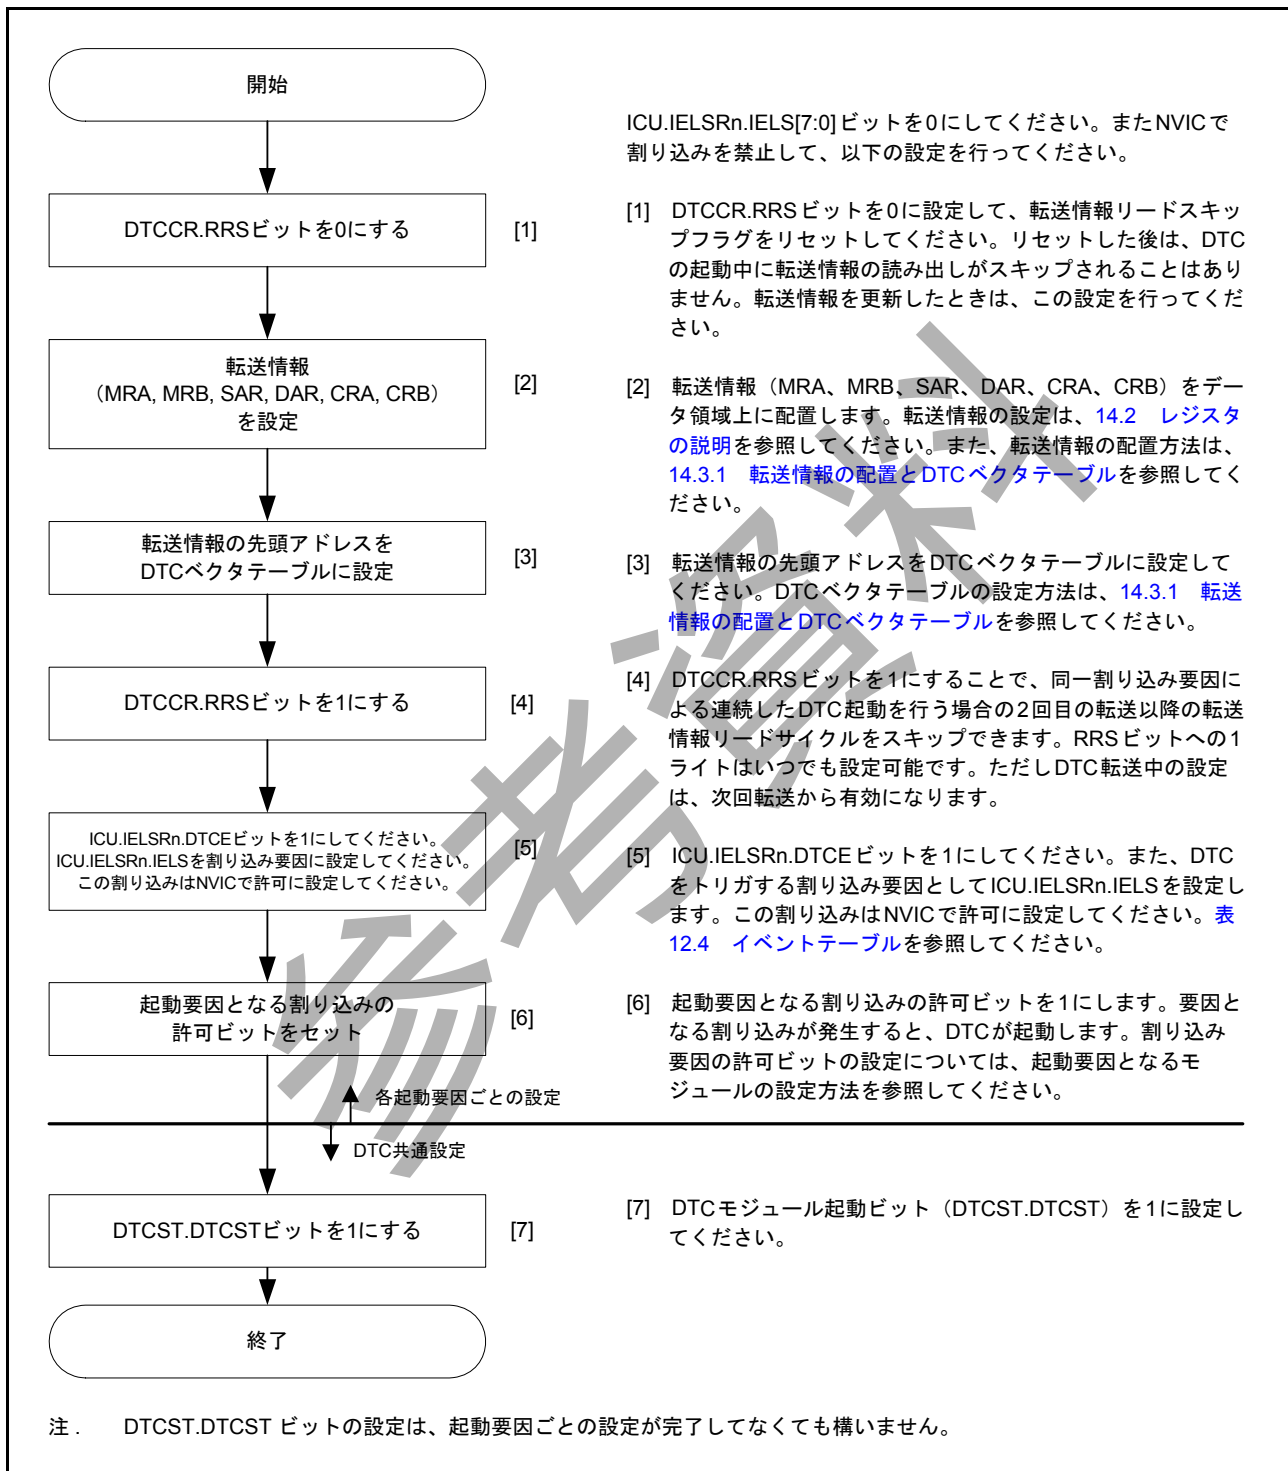 開始
ICU.IELSRn.IELS[7:0]ビットを0にしてください。またNVICで
割り込みを禁止して、以下の設定を行ってください。
DTCCR.RRSビットを0にする
[1]
[1] DTCCR.RRSビットを0に設定して、転送情報リードスキッ
プフラグをリセットしてください。リセットした後は、DTC
の起動中に転送情報の読み出しがスキップされることはあり
ません。転送情報を更新したときは、この設定を行ってくだ
さい。
転送情報
（MRA, MRB, SAR, DAR, CRA, CRB）
を設定
[2]
[2] 転送情報（MRA、MRB、SAR、DAR、CRA、CRB）をデー
タ領域上に配置します。転送情報の設定は、14.2 レジスタ
の説明を参照してください。また、転送情報の配置方法は、
14.3.1 転送情報の配置とDTCベクタテーブルを参照してく
ださい。
転送情報の先頭アドレスを
DTCベクタテーブルに設定
[3]
[3] 転送情報の先頭アドレスをDTCベクタテーブルに設定して
ください。DTCベクタテーブルの設定方法は、14.3.1 転送
情報の配置とDTCベクタテーブルを参照してください。
DTCCR.RRSビットを1にする
[4]
[4] DTCCR.RRSビットを1にすることで、同一割り込み要因に
よる連続したDTC起動を行う場合の2回目の転送以降の転送
情報リードサイクルをスキップできます。RRSビットへの1
ライトはいつでも設定可能です。ただしDTC転送中の設定
は、次回転送から有効になります。
ICU.IELSRn.DTCEビットを1にしてください。
ICU.IELSRn.IELSを割り込み要因に設定してください。
この割り込みはNVICで許可に設定してください。
[5]
[5] ICU.IELSRn.DTCEビットを1にしてください。また、DTC
をトリガする割り込み要因としてICU.IELSRn.IELSを設定し
ます。この割り込みはNVICで許可に設定してください。表
12.4 イベントテーブルを参照してください。
起動要因となる割り込みの
許可ビットをセット
[6]
[6] 起動要因となる割り込みの許可ビットを1にします。要因と
なる割り込みが発生すると、DTCが起動します。割り込み
要因の許可ビットの設定については、起動要因となるモ
ジュールの設定方法を参照してください。
各起動要因ごとの設定
DTC共通設定
DTCST.DTCSTビットを1にする
[7]
[7] DTCモジュール起動ビット（DTCST.DTCST）を1に設定し
てください。
終了
注． DTCST.DTCST ビットの設定は、起動要因ごとの設定が完了してなくても構いません。
参考資料